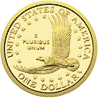 UNITED STATES OF AMERICA
E PLURIBUS
UNUM
ONE DOLLAR